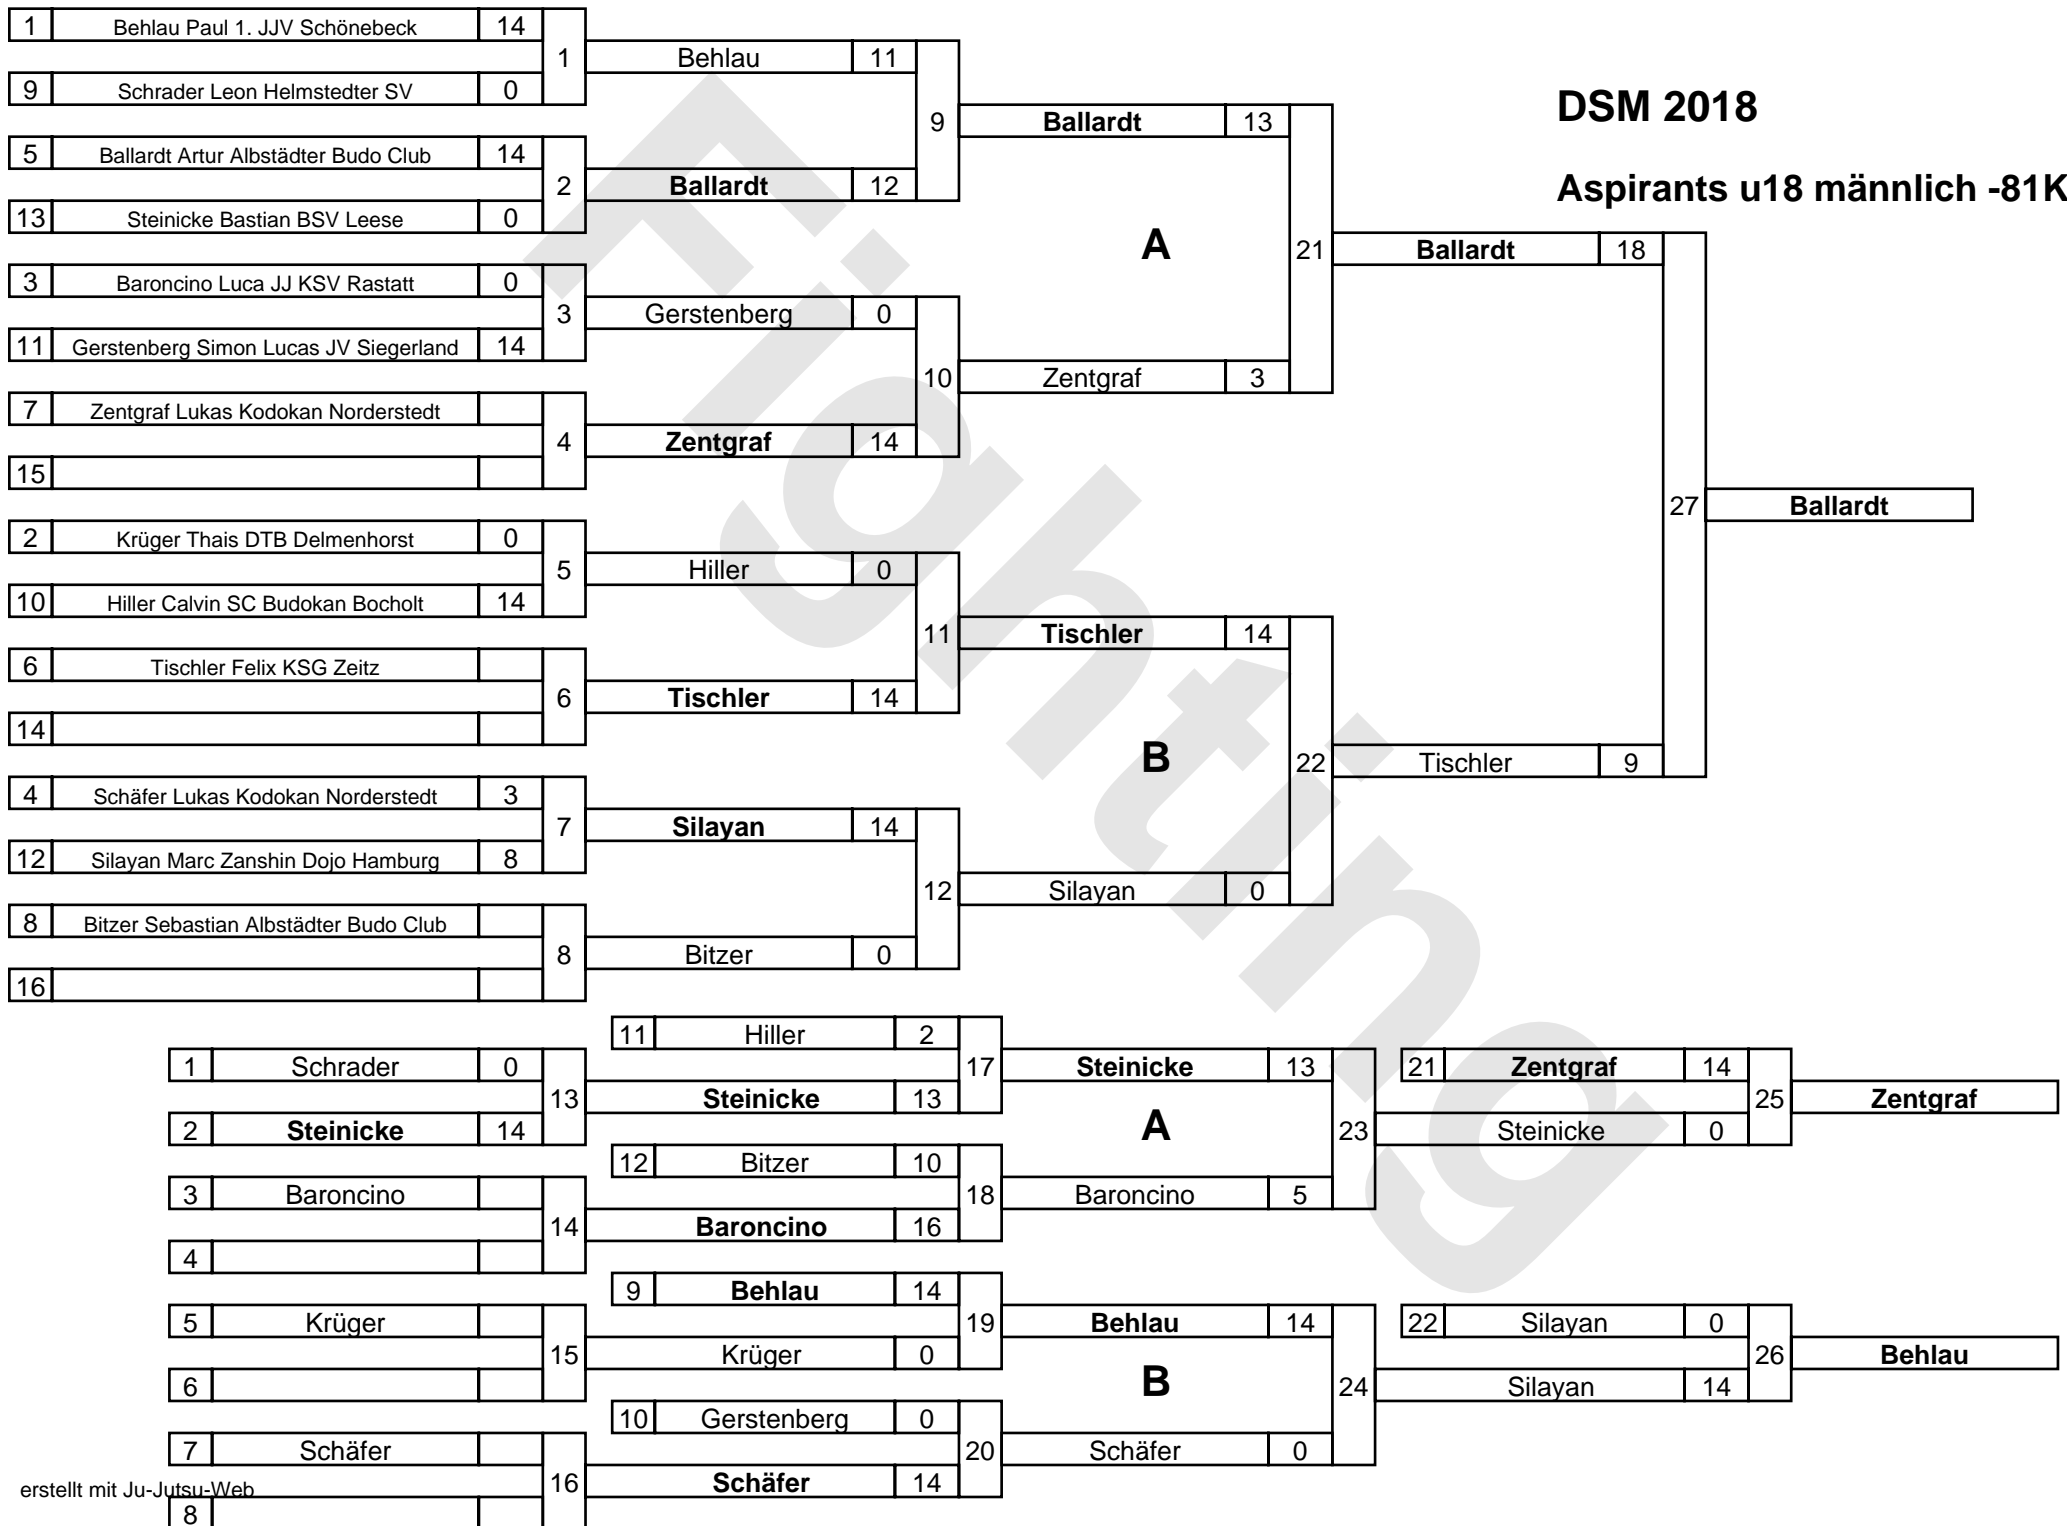 DSM 2018
Aspirants u18 männlich -81K
1 Behlau Paul 1. JJV Schönebeck 14
9 Schrader Leon Helmstedter SV 0
1
5 Ballardt Artur Albstädter Budo Club 14
13 Steinicke Bastian BSV Leese 0
2
3 Baroncino Luca JJ KSV Rastatt 0
11 Gerstenberg Simon Lucas JV Siegerland 14
3
7 Zentgraf Lukas Kodokan Norderstedt
15
4
2 Krüger Thais DTB Delmenhorst 0
10 Hiller Calvin SC Budokan Bocholt 14
5
6 Tischler Felix KSG Zeitz
14
6
4 Schäfer Lukas Kodokan Norderstedt 3
12 Silayan Marc Zanshin Dojo Hamburg 8
7
8 Bitzer Sebastian Albstädter Budo Club
16
8
Behlau 11
Ballardt 12
9
Gerstenberg 0
Zentgraf 14
10
Hiller 0
Tischler 14
11
Silayan 14
Bitzer 0
12
Ballardt 13
A
Zentgraf 3
21
Tischler 14
B
Silayan 0
22
Ballardt 18
Tischler 9
27
Ballardt
1 Schrader 0
2 Steinicke 14
13
3 Baroncino
4
14
5 Krüger
6
15
7 Schäfer
8
16
11 Hiller 2
Steinicke 13
17
12 Bitzer 10
Baroncino 16
18
9 Behlau 14
Krüger 0
19
10 Gerstenberg 0
Schäfer 14
20
Steinicke 13
A
Baroncino 5
23
Behlau 14
B
Schäfer 0
24
21 Zentgraf 14
Steinicke 0
25
Zentgraf
22 Silayan 0
Silayan 14
26
Behlau
erstellt mit Ju-Jutsu-Web
Fighting